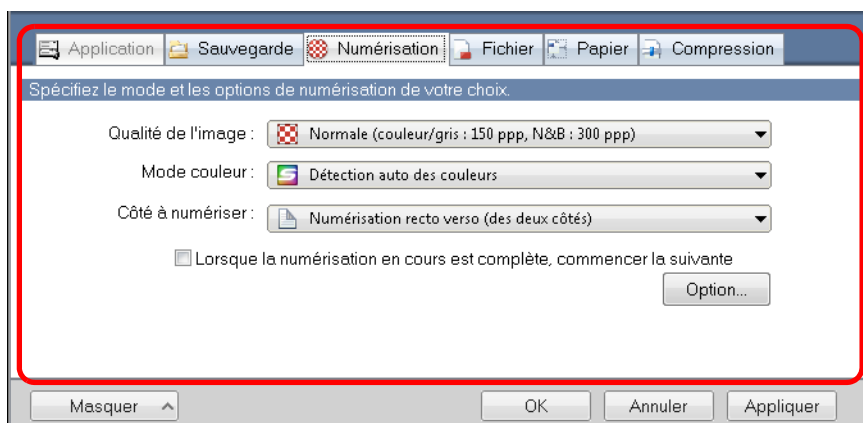 Application Sauvegarde Numérisation Fichier Papier Compression
Spécifiez le mode et les options de numérisation de votre choix.
Qualité de l'image : Normale (couleur/gris : 150 ppp, N&B : 300 ppp)
Mode couleur : Détection auto des couleurs
Côté à numériser : Numérisation recto verso (des deux côtés)
Lorsque la numérisation en cours est complète, commencer la suivante
Option...
Masquer OK Annuler Appliquer